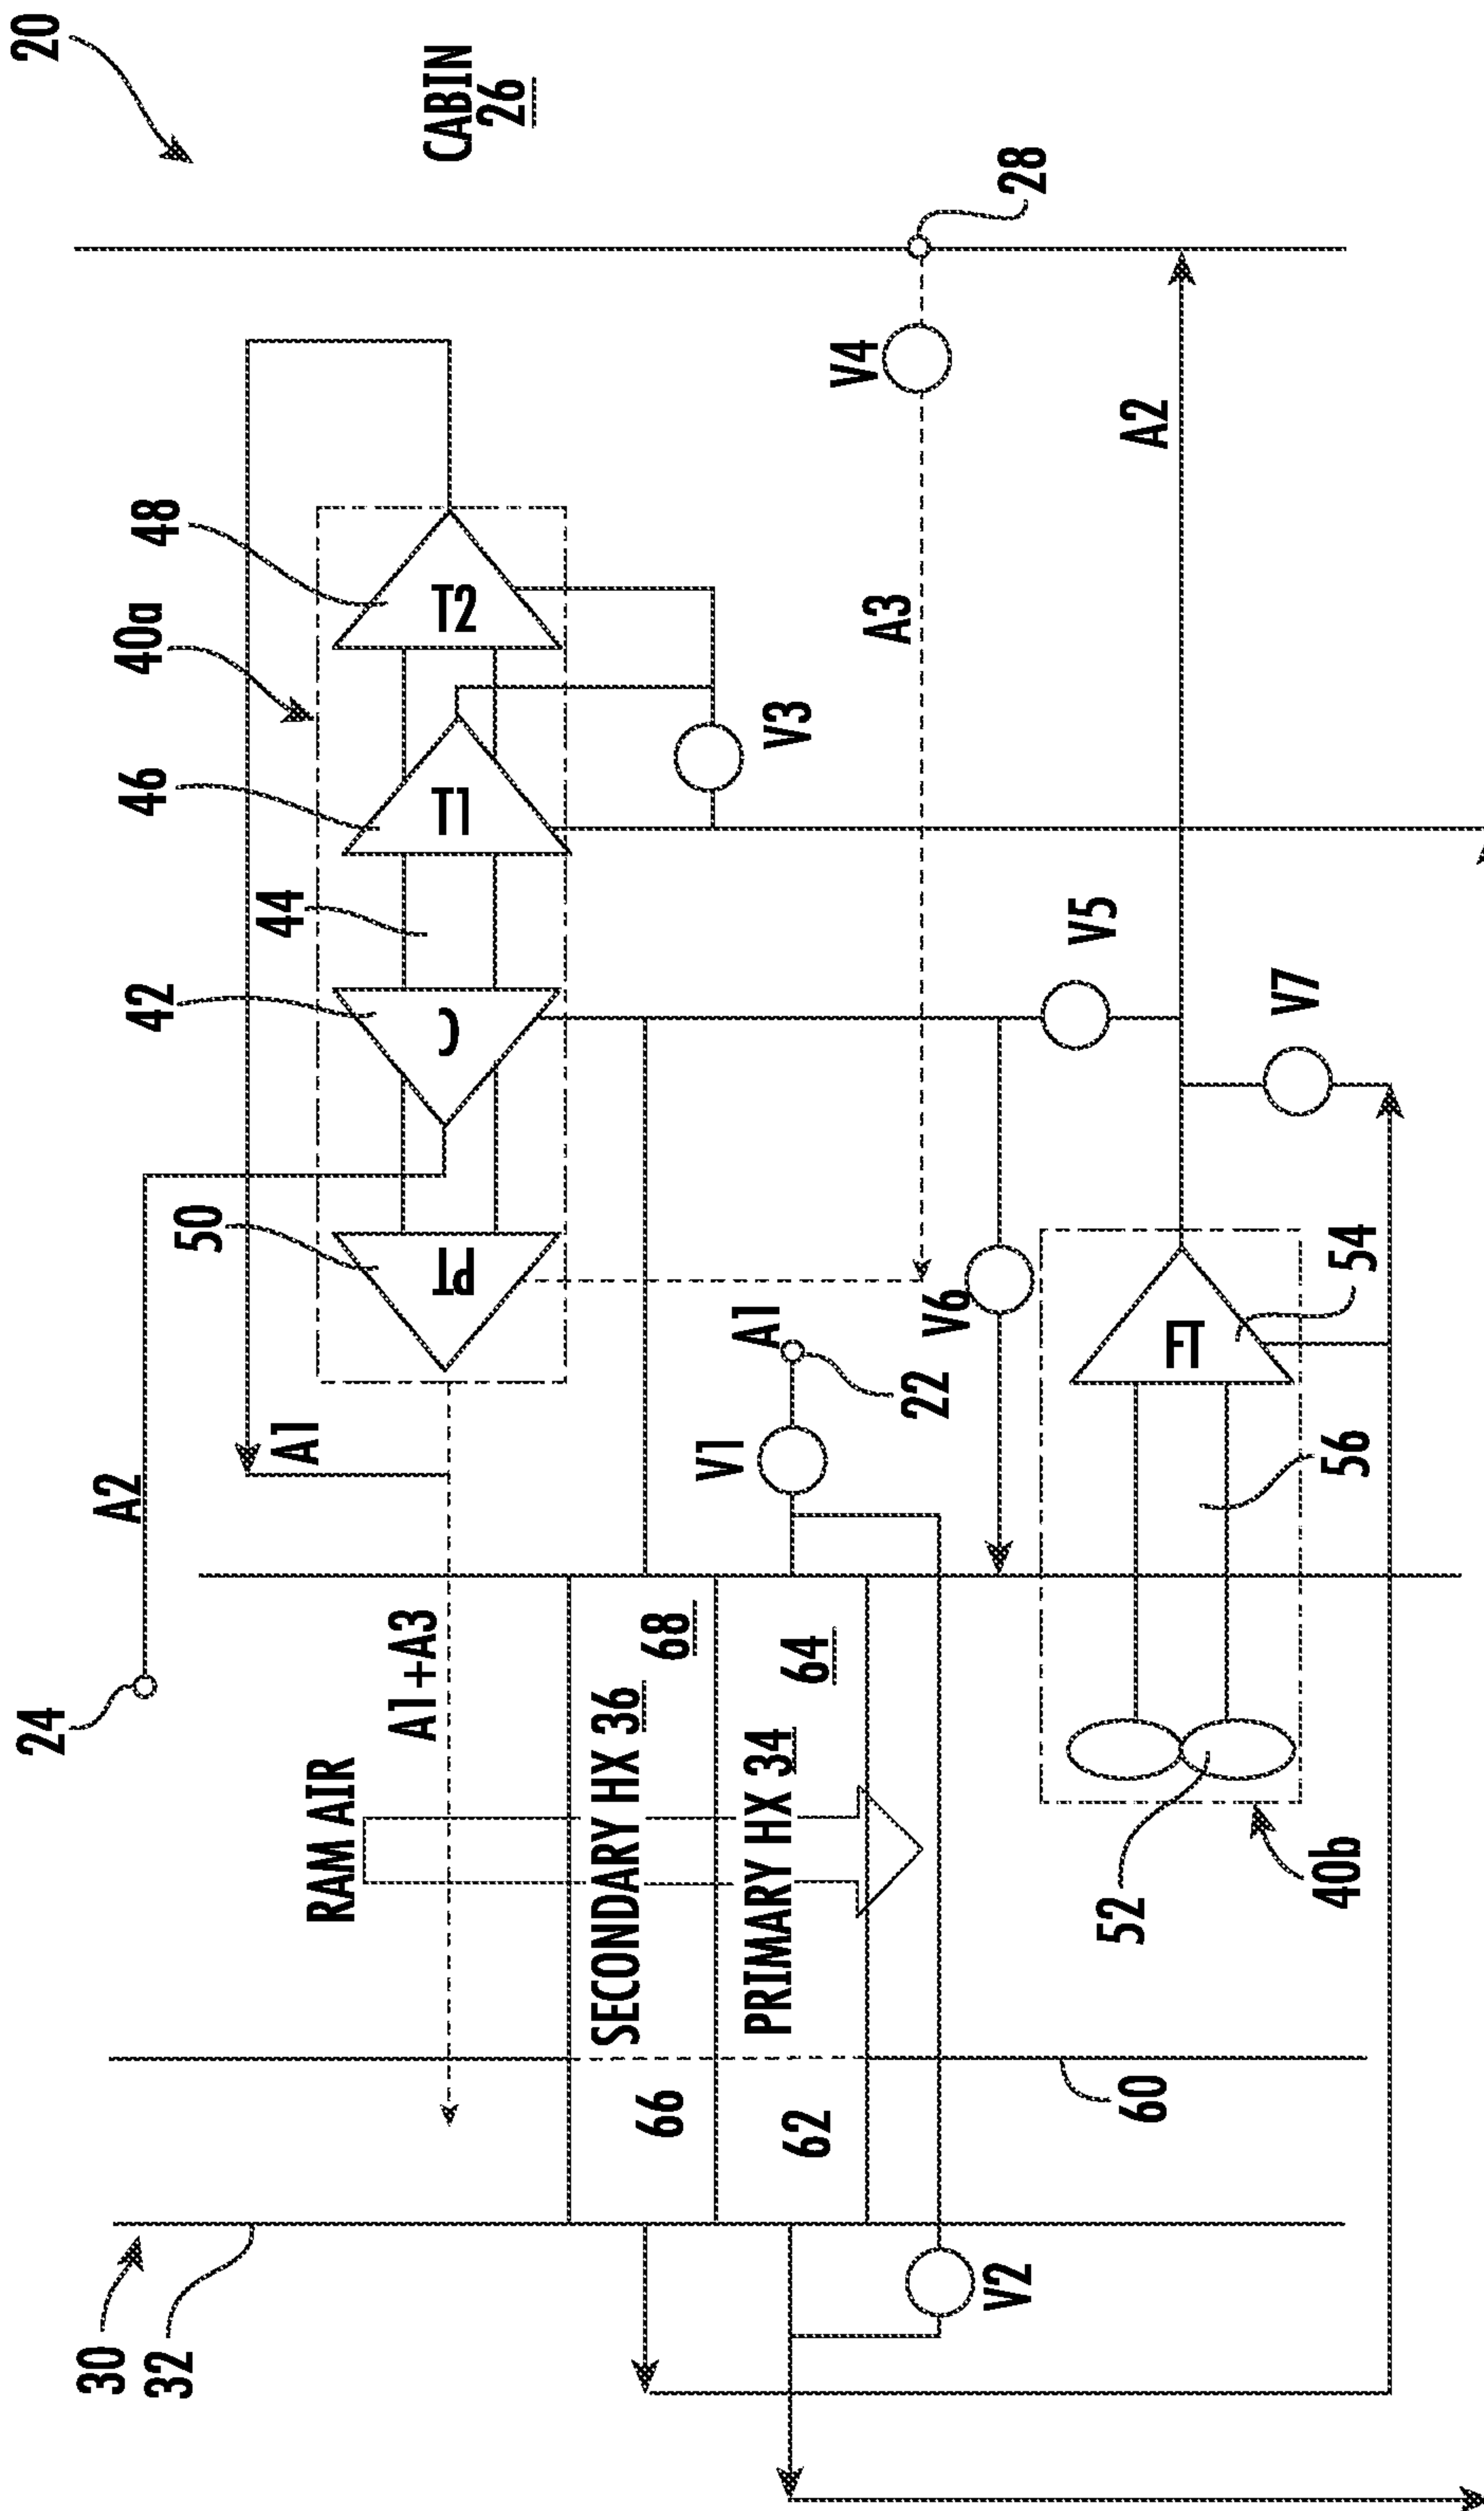 20
CABIN
26
28
48
40a
46
44
42
50
T2
T1
C
PT
V3
V4
A3
A2
V5
V7
24
A2
A1
V1
A1
22
V6
FT
54
56
RAM AIR
A1+A3
SECONDARY HX 36
68
PRIMARY HX 34
64
66
62
60
52
40b
30
32
V2